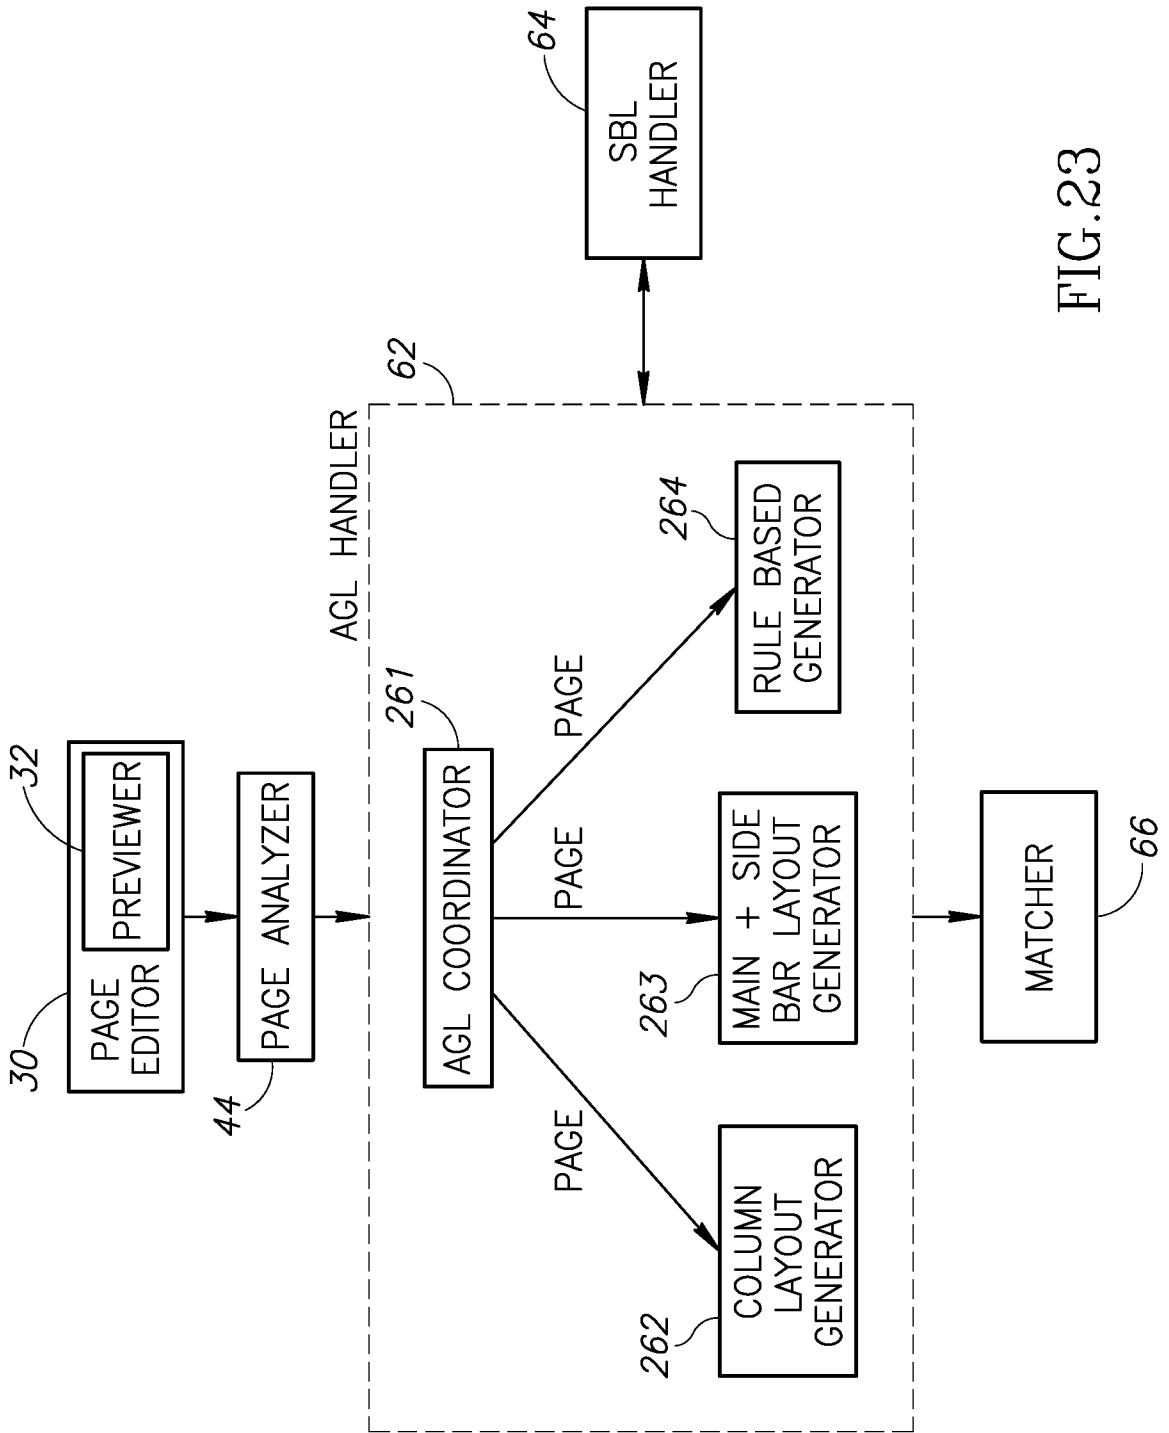 30
PAGE
EDITOR
PREVIEWER
32
44
PAGE ANALYZER
AGL HANDLER
62
AGL COORDINATOR
261
PAGE
PAGE
PAGE
262
COLUMN
LAYOUT
GENERATOR
263
MAIN + SIDE
BAR LAYOUT
GENERATOR
264
RULE BASED
GENERATOR
SBL
HANDLER
64
MATCHER
66
FIG.23